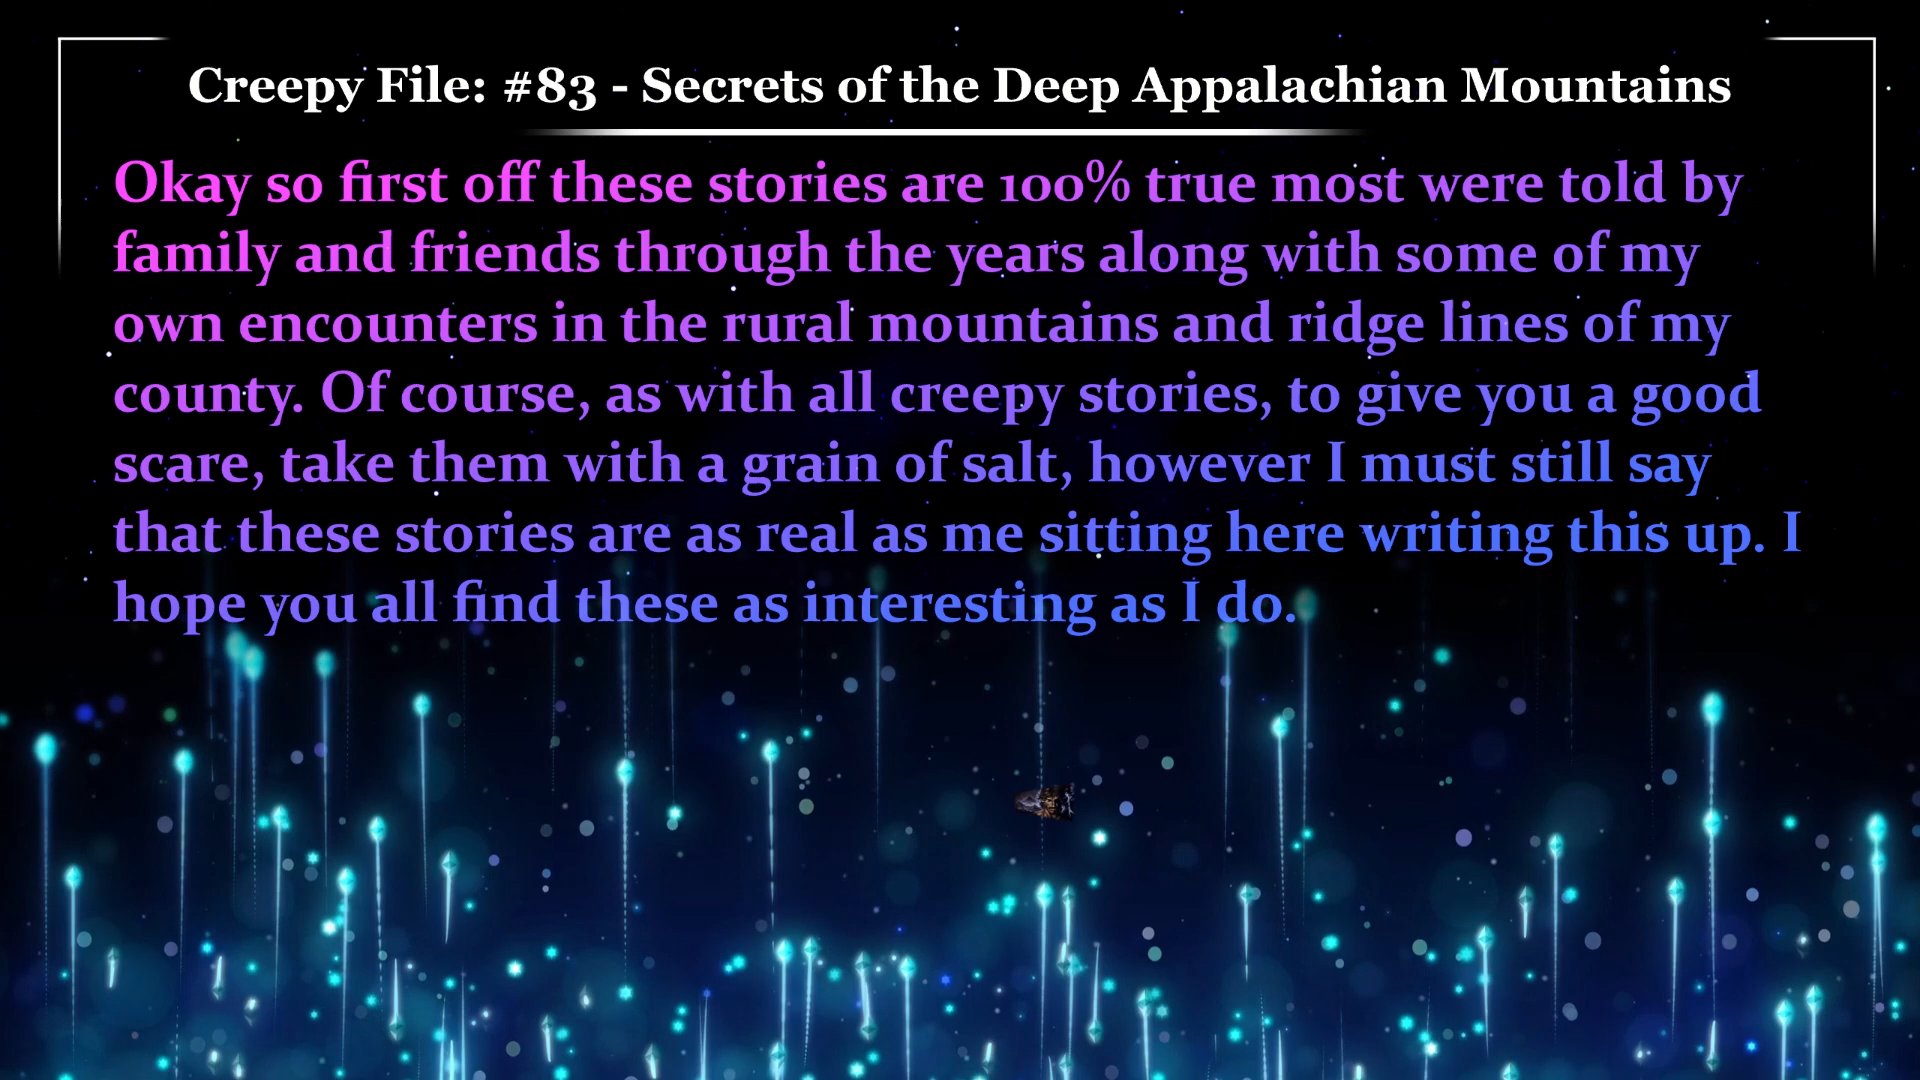 Creepy File: #83 - Secrets of the Deep Appalachian Mountains
Okay so first off these stories are 100% true most were told by
family and friends through the years along with some of my
own encounters in the rural mountains and ridge lines of my
county. Of course, as with all creepy stories, to give you a good
scare, take them with a grain of salt, however I must still say
that these stories are as real as me sitting here writing this up. I
hope you all find these as interesting as I do.